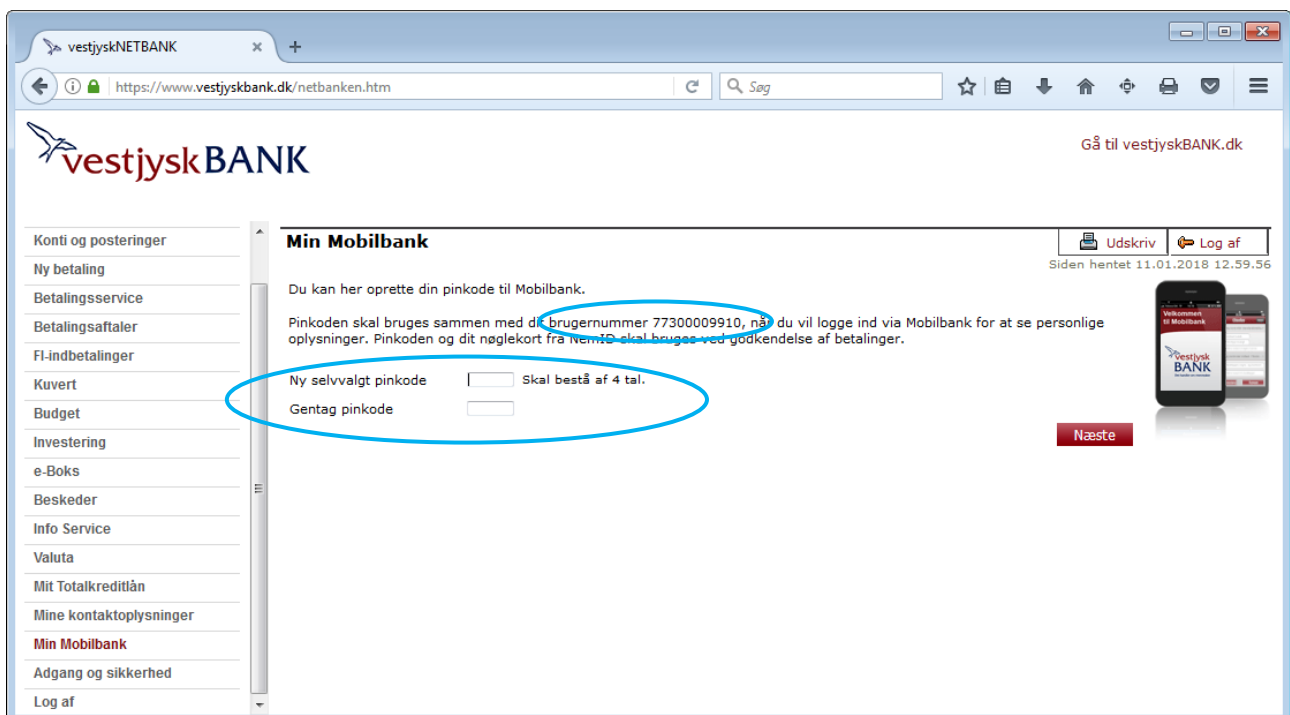 vestjyskNETBANK
https://www.vestjyskbank.dk/netbanken.htm
Søg
vestjyskBANK
Gå til vestjyskBANK.dk
Konti og posteringer
Ny betaling
Betalingsservice
Betalingsaftaler
FI-indbetalinger
Kuvert
Budget
Investering
e-Boks
Beskeder
Info Service
Valuta
Mit Totalkreditlån
Mine kontaktoplysninger
Min Mobilbank
Adgang og sikkerhed
Log af
Min Mobilbank
Udskriv
Log af
Siden hentet 11.01.2018 12.59.56
Du kan her oprette din pinkode til Mobilbank.
Pinkoden skal bruges sammen med dit brugernummer 77300009910, når du vil logge ind via Mobilbank for at se personlige
oplysninger. Pinkoden og dit nøglekort fra NemID skal bruges ved godkendelse af betalinger.
Ny selvvalgt pinkode Skal bestå af 4 tal.
Gentag pinkode
Næste
Velkommen
til Mobilbank
Vestjysk
BANK